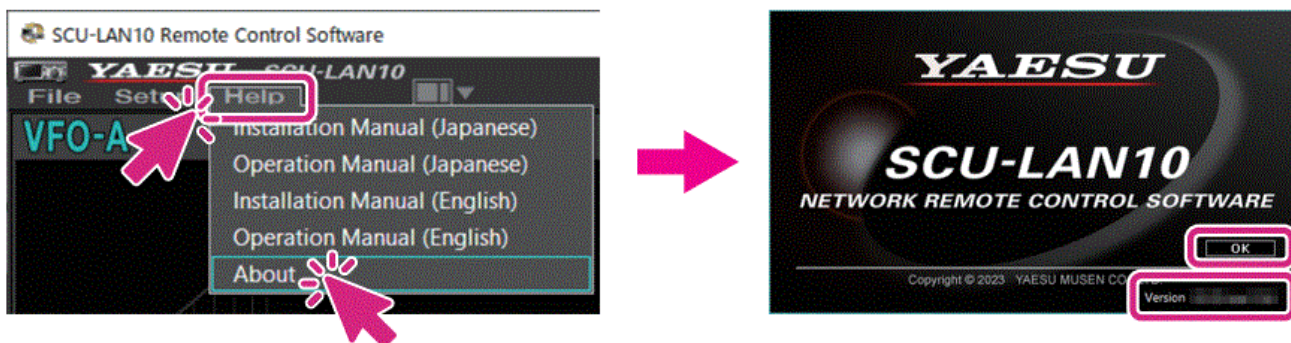 SCU-LAN10 Remote Control Software
YAESU SCU-LAN10
File Help
VFO-A
Installation Manual (Japanese)
Operation Manual (Japanese)
Installation Manual (English)
Operation Manual (English)
About
YAESU
SCU-LAN10
NETWORK REMOTE CONTROL SOFTWARE
OK
Copyright © 2023 YAESU MUSEN
Version